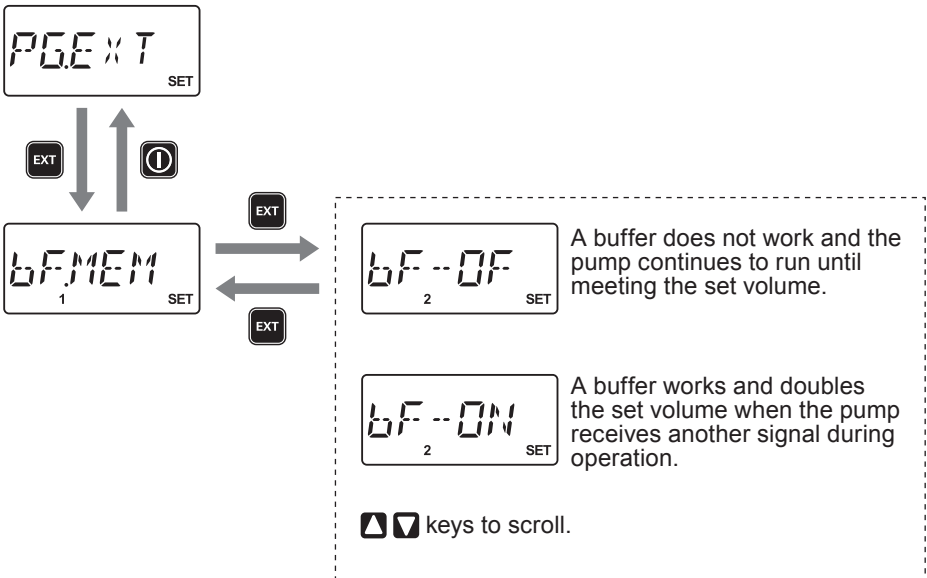 PG.EXT
SET
EXT
EXT
bF.MEM
1
SET
EXT
bF--OF
2
SET
A buffer does not work and the
pump continues to run until
meeting the set volume.
bF--ON
2
SET
A buffer works and doubles
the set volume when the pump
receives another signal during
operation.
keys to scroll.